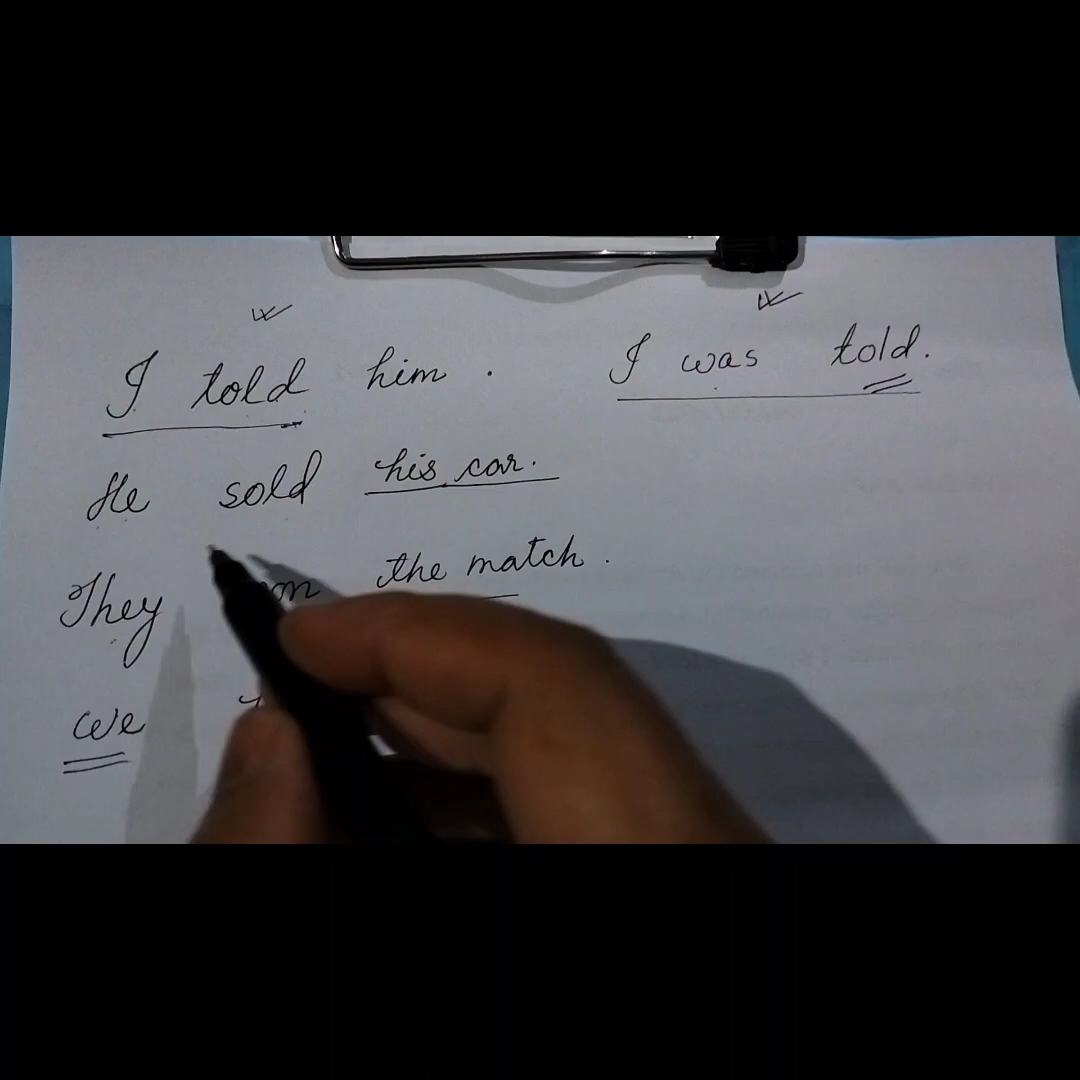 I told him. I was told.
He sold his car.
They the match.
we